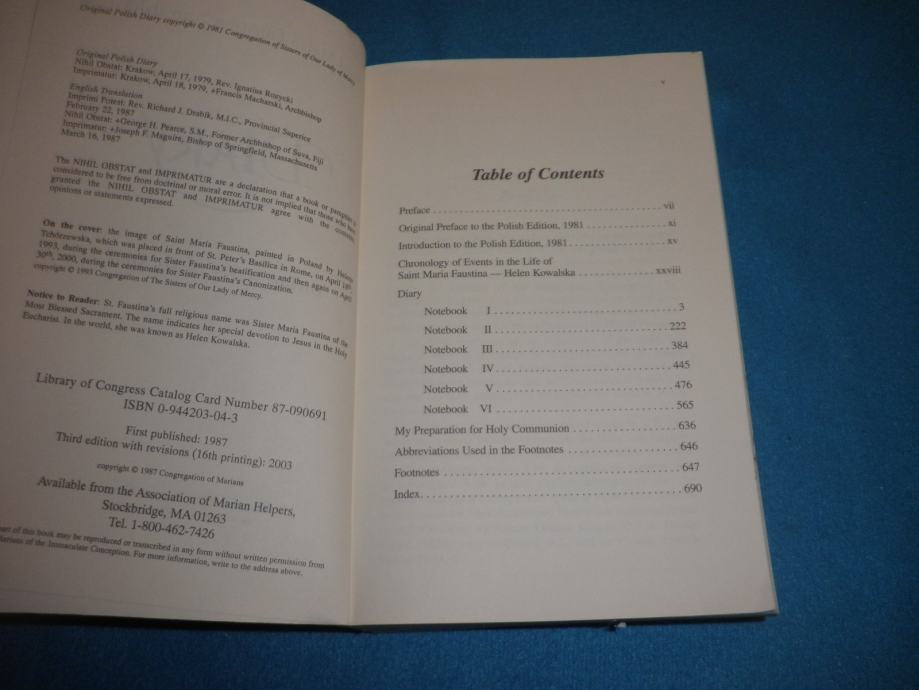 Original Polish Diary copyright © 1981 Congregation of Sisters of Our Lady of Mercy
Original Polish Diary
Nihil Obstat: Krakow, April 17, 1979, Rev. Ignatius Rozycki
Imprimatur: Krakow, April 18, 1979, +Francis Macharski, Archbishop
English Translation
Imprimi Potest: Rev. Richard J. Drabik, M.I.C., Provincial Superior
February 22, 1987
Nihil Obstat: +George H. Pearce, S.M., Former Archbishop of Suva, Fiji
Imprimatur: +Joseph F. Maguire, Bishop of Springfield, Massachusetts
March 16, 1987
The NIHIL OBSTAT and IMPRIMATUR are a declaration that a book or pamphlet is
considered to be free from doctrinal or moral error. It is not implied that those who have
granted the NIHIL OBSTAT and IMPRIMATUR agree with the contents,
opinions or statements expressed.
On the cover: the image of Saint Maria Faustina, painted in Poland by Helena
Tchórzewska, which was placed in front of St. Peter's Basilica in Rome, on April 18th,
1993, during the ceremonies for Sister Faustina's beatification and then again on April
30th, 2000, during the ceremonies for Sister Faustina's Canonization.
copyright © 1993 Congregation of The Sisters of Our Lady of Mercy.
Notice to Reader: St. Faustina's full religious name was Sister Maria Faustina of the
Most Blessed Sacrament. The name indicates her special devotion to Jesus in the Holy
Eucharist. In the world, she was known as Helen Kowalska.
Library of Congress Catalog Card Number 87-090691
ISBN 0-944203-04-3
First published: 1987
Third edition with revisions (16th printing): 2003
copyright © 1987 Congregation of Marians
Available from the Association of Marian Helpers,
Stockbridge, MA 01263
Tel. 1-800-462-7426
part of this book may be reproduced or transcribed in any form without written permission from
Marians of the Immaculate Conception. For more information, write to the address above.
v
Table of Contents
Preface . . . . . vii
Original Preface to the Polish Edition, 1981 . . . . . xi
Introduction to the Polish Edition, 1981 . . . . . xv
Chronology of Events in the Life of
Saint Maria Faustina — Helen Kowalska . . . . . xxviii
Diary
Notebook I . . . . . 3
Notebook II . . . . . 222
Notebook III . . . . . 384
Notebook IV . . . . . 445
Notebook V . . . . . 476
Notebook VI . . . . . 565
My Preparation for Holy Communion . . . . . 636
Abbreviations Used in the Footnotes . . . . . 646
Footnotes . . . . . 647
Index . . . . . 690